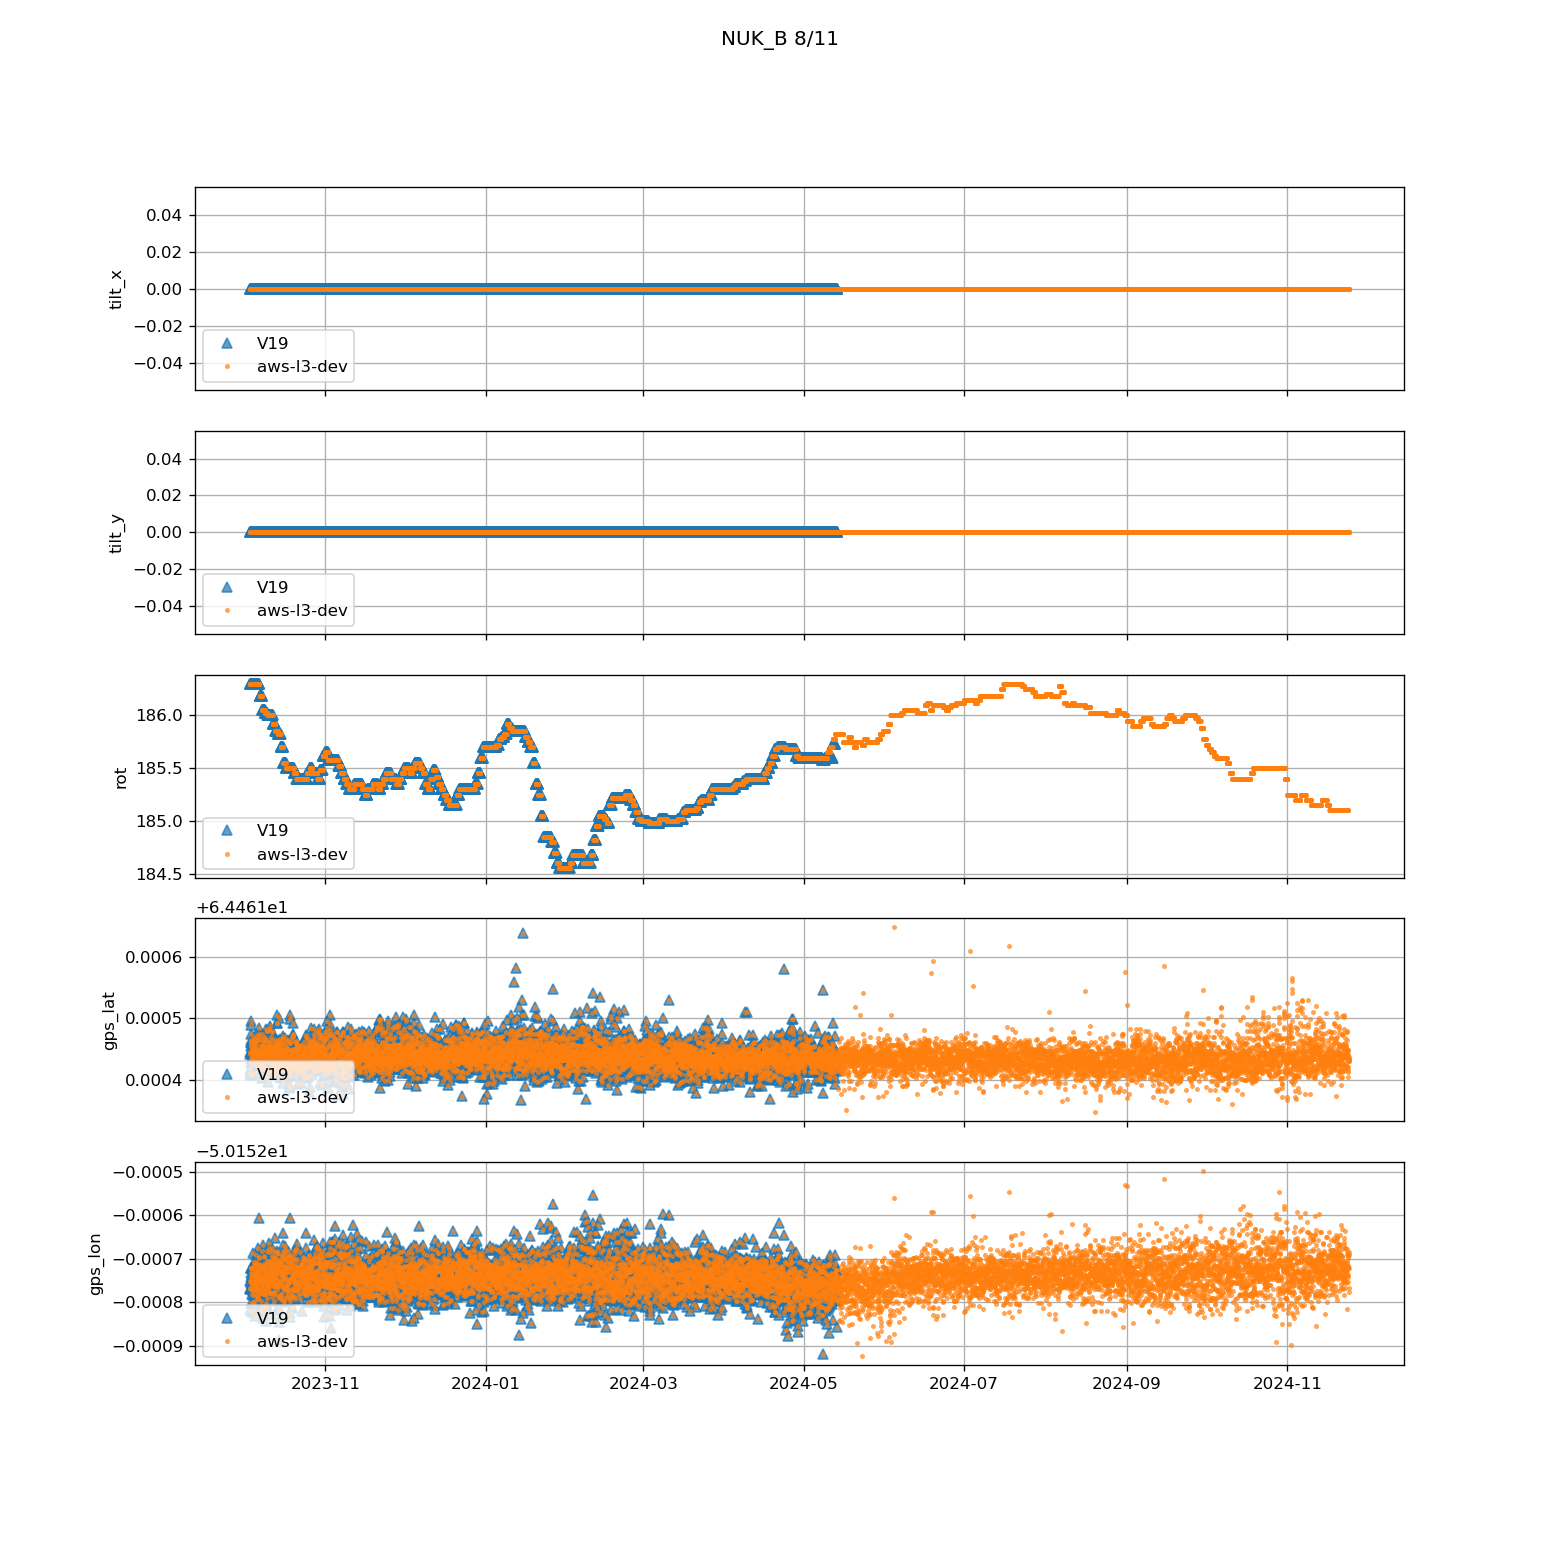 NUK_B 8/11
tilt_x
0.04
0.02
0.00
−0.02
−0.04
V19
aws-l3-dev
tilt_y
0.04
0.02
0.00
−0.02
−0.04
V19
aws-l3-dev
rot
186.0
185.5
185.0
184.5
V19
aws-l3-dev
+6.4461e1
gps_lat
0.0006
0.0005
0.0004
V19
aws-l3-dev
−5.0152e1
gps_lon
−0.0005
−0.0006
−0.0007
−0.0008
−0.0009
V19
aws-l3-dev
2023-11 2024-01 2024-03 2024-05 2024-07 2024-09 2024-11